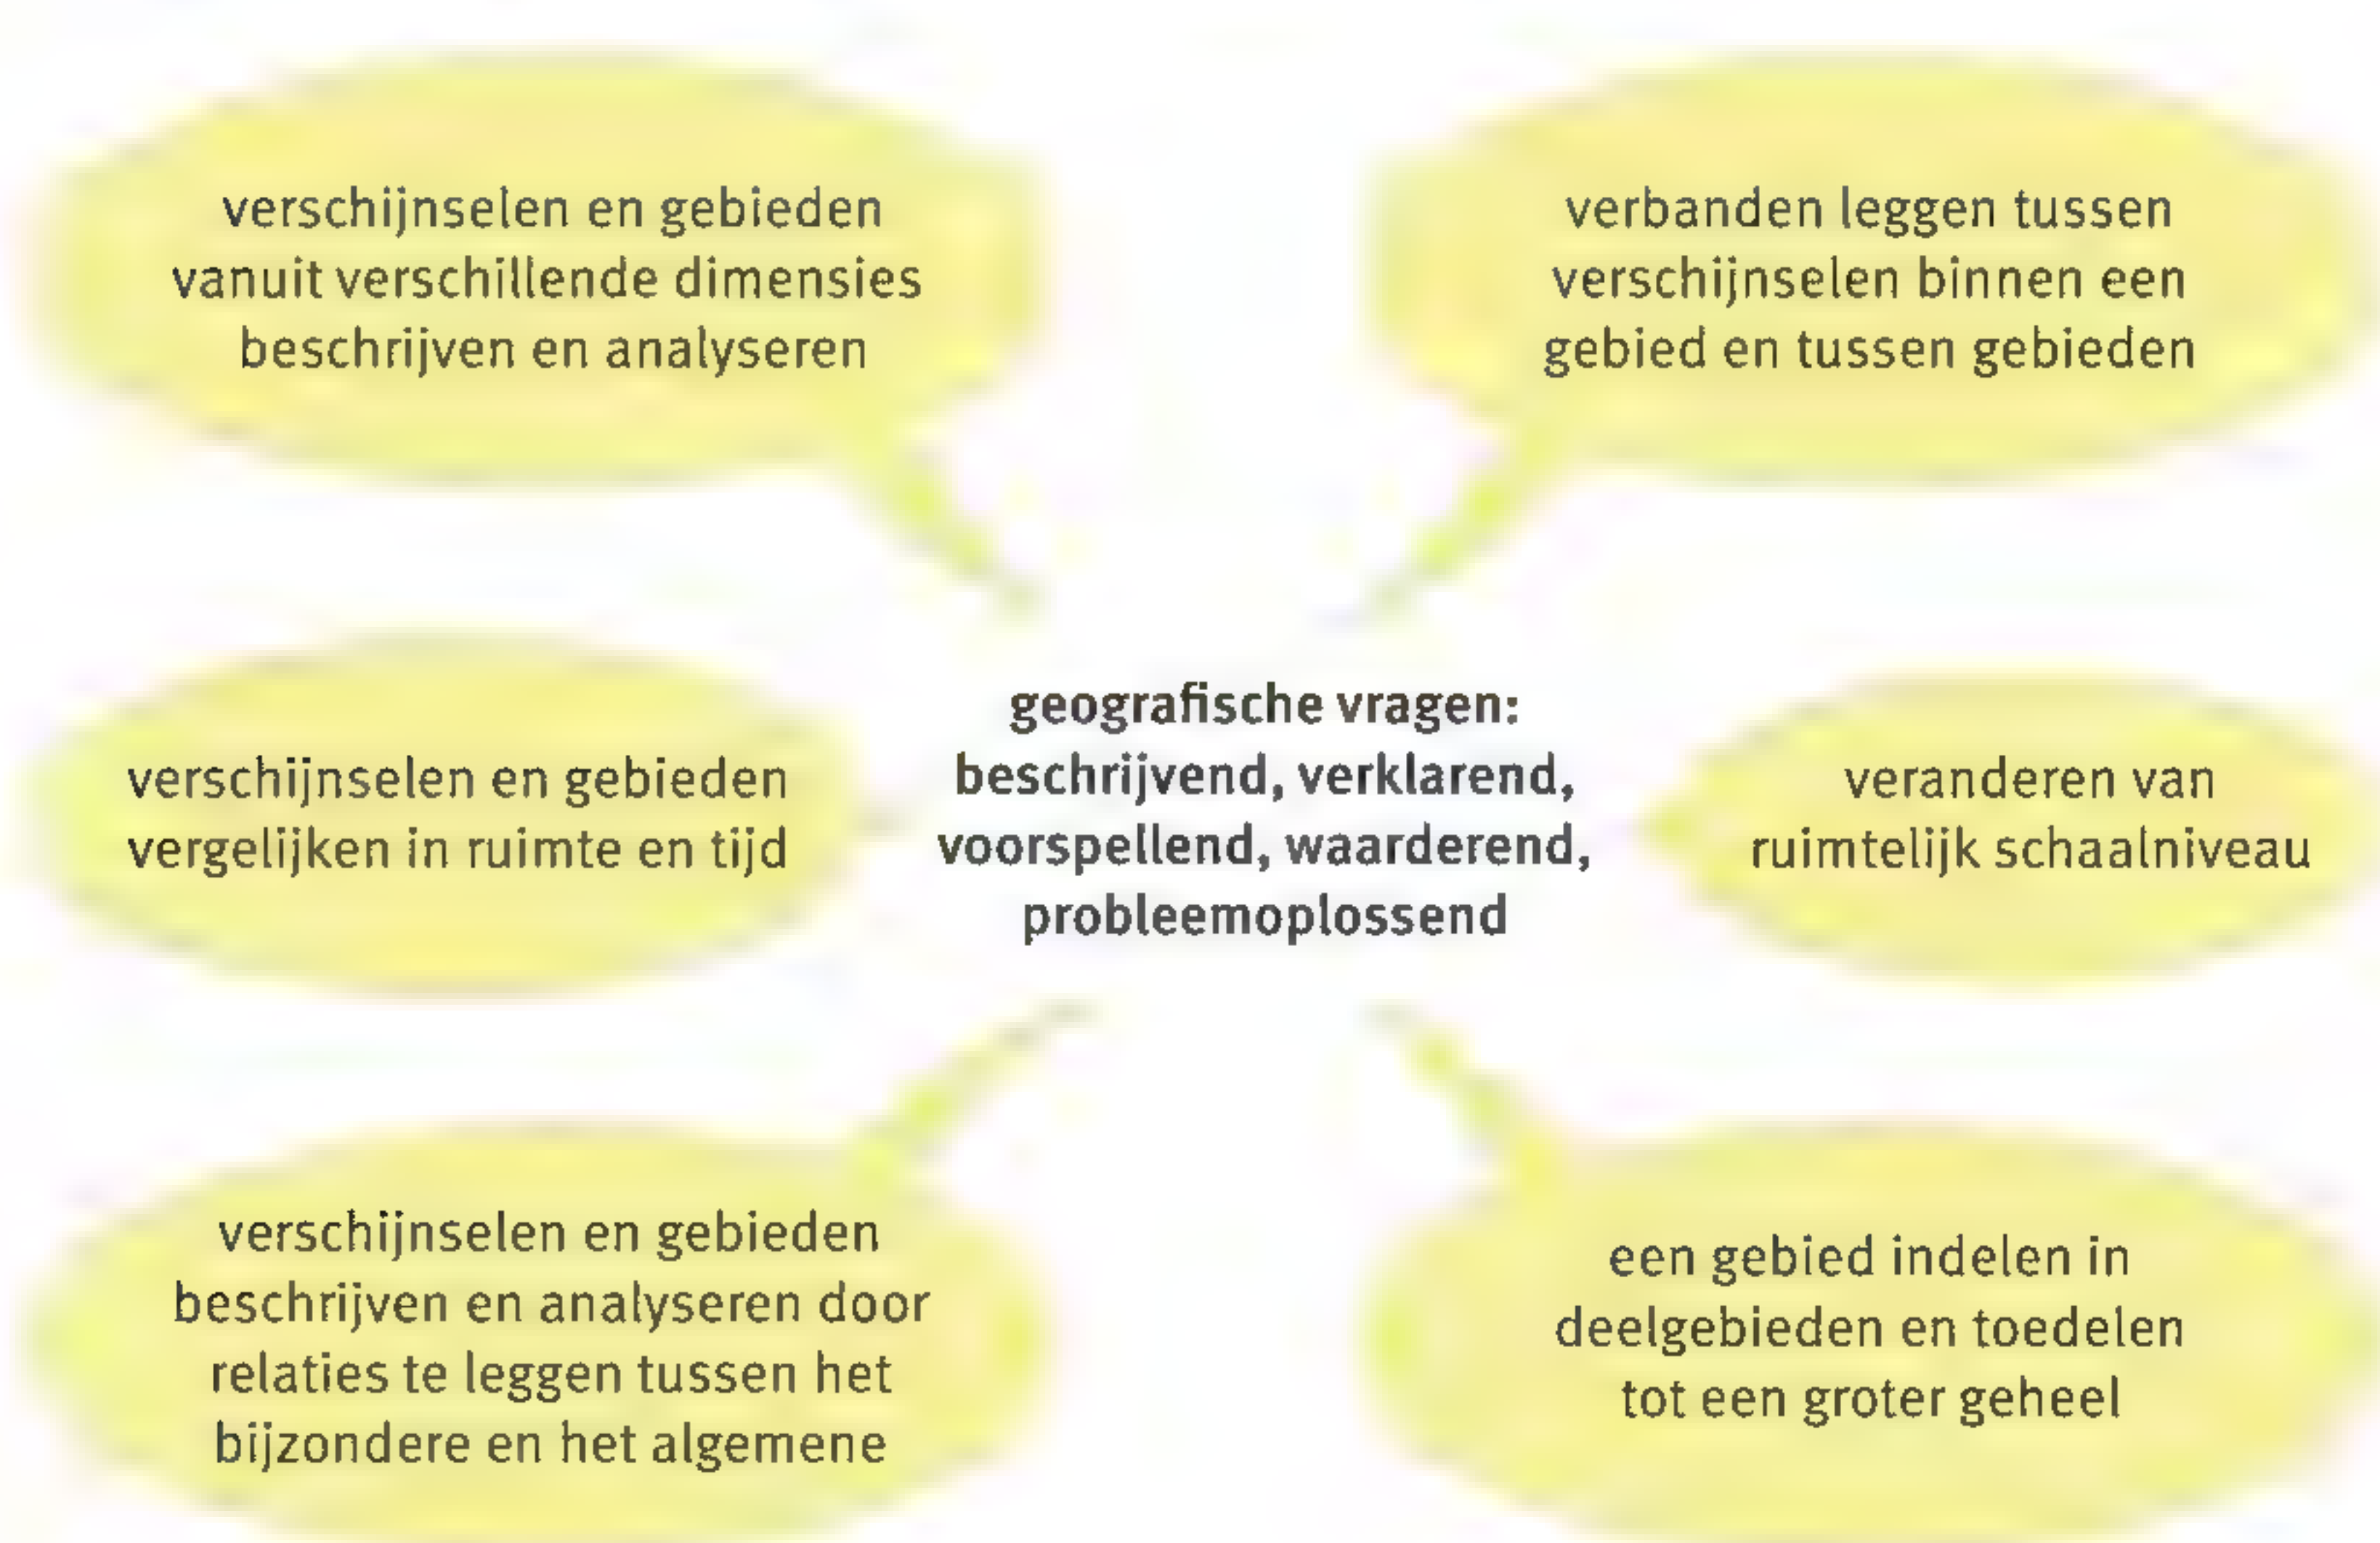 verschijnselen en gebieden
vanuit verschillende dimensies
beschrijven en analyseren
verbanden leggen tussen
verschijnselen binnen een
gebied en tussen gebieden
verschijnselen en gebieden
vergelijken in ruimte en tijd
geografische vragen:
beschrijvend, verklarend,
voorspellend, waarderend,
probleemoplossend
veranderen van
ruimtelijk schaalniveau
verschijnselen en gebieden
beschrijven en analyseren door
relaties te leggen tussen het
bijzondere en het algemene
een gebied indelen in
deelgebieden en toedelen
tot een groter geheel